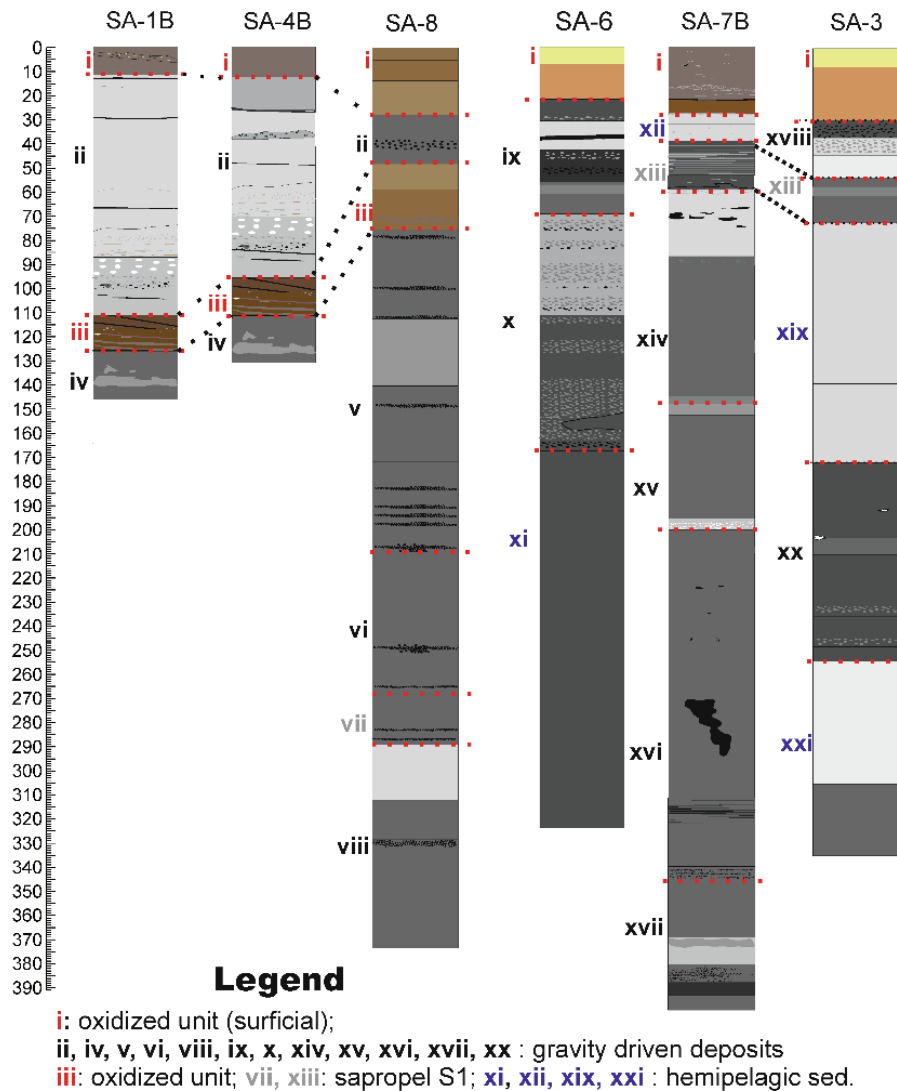 SA-1B SA-4B SA-8 SA-6 SA-7B SA-3
0
10
20
30
40
50
60
70
80
90
100
110
120
130
140
150
160
170
180
190
200
210
220
230
240
250
260
270
280
290
300
310
320
330
340
350
360
370
380
390
i
ii
iii
iv
i
ii
iii
iv
i
ii
iii
v
vi
vii
viii
i
ix
x
xi
i
xii
xiii
xiv
xv
xvi
xvii
i
xviii
xiii
xix
xx
xxi
Legend
i: oxidized unit (surficial);
ii, iv, v, vi, viii, ix, x, xiv, xv, xvi, xvii, xx : gravity driven deposits
iii: oxidized unit; vii, xiii: sapropel S1; xi, xii, xix, xxi : hemipelagic sed.